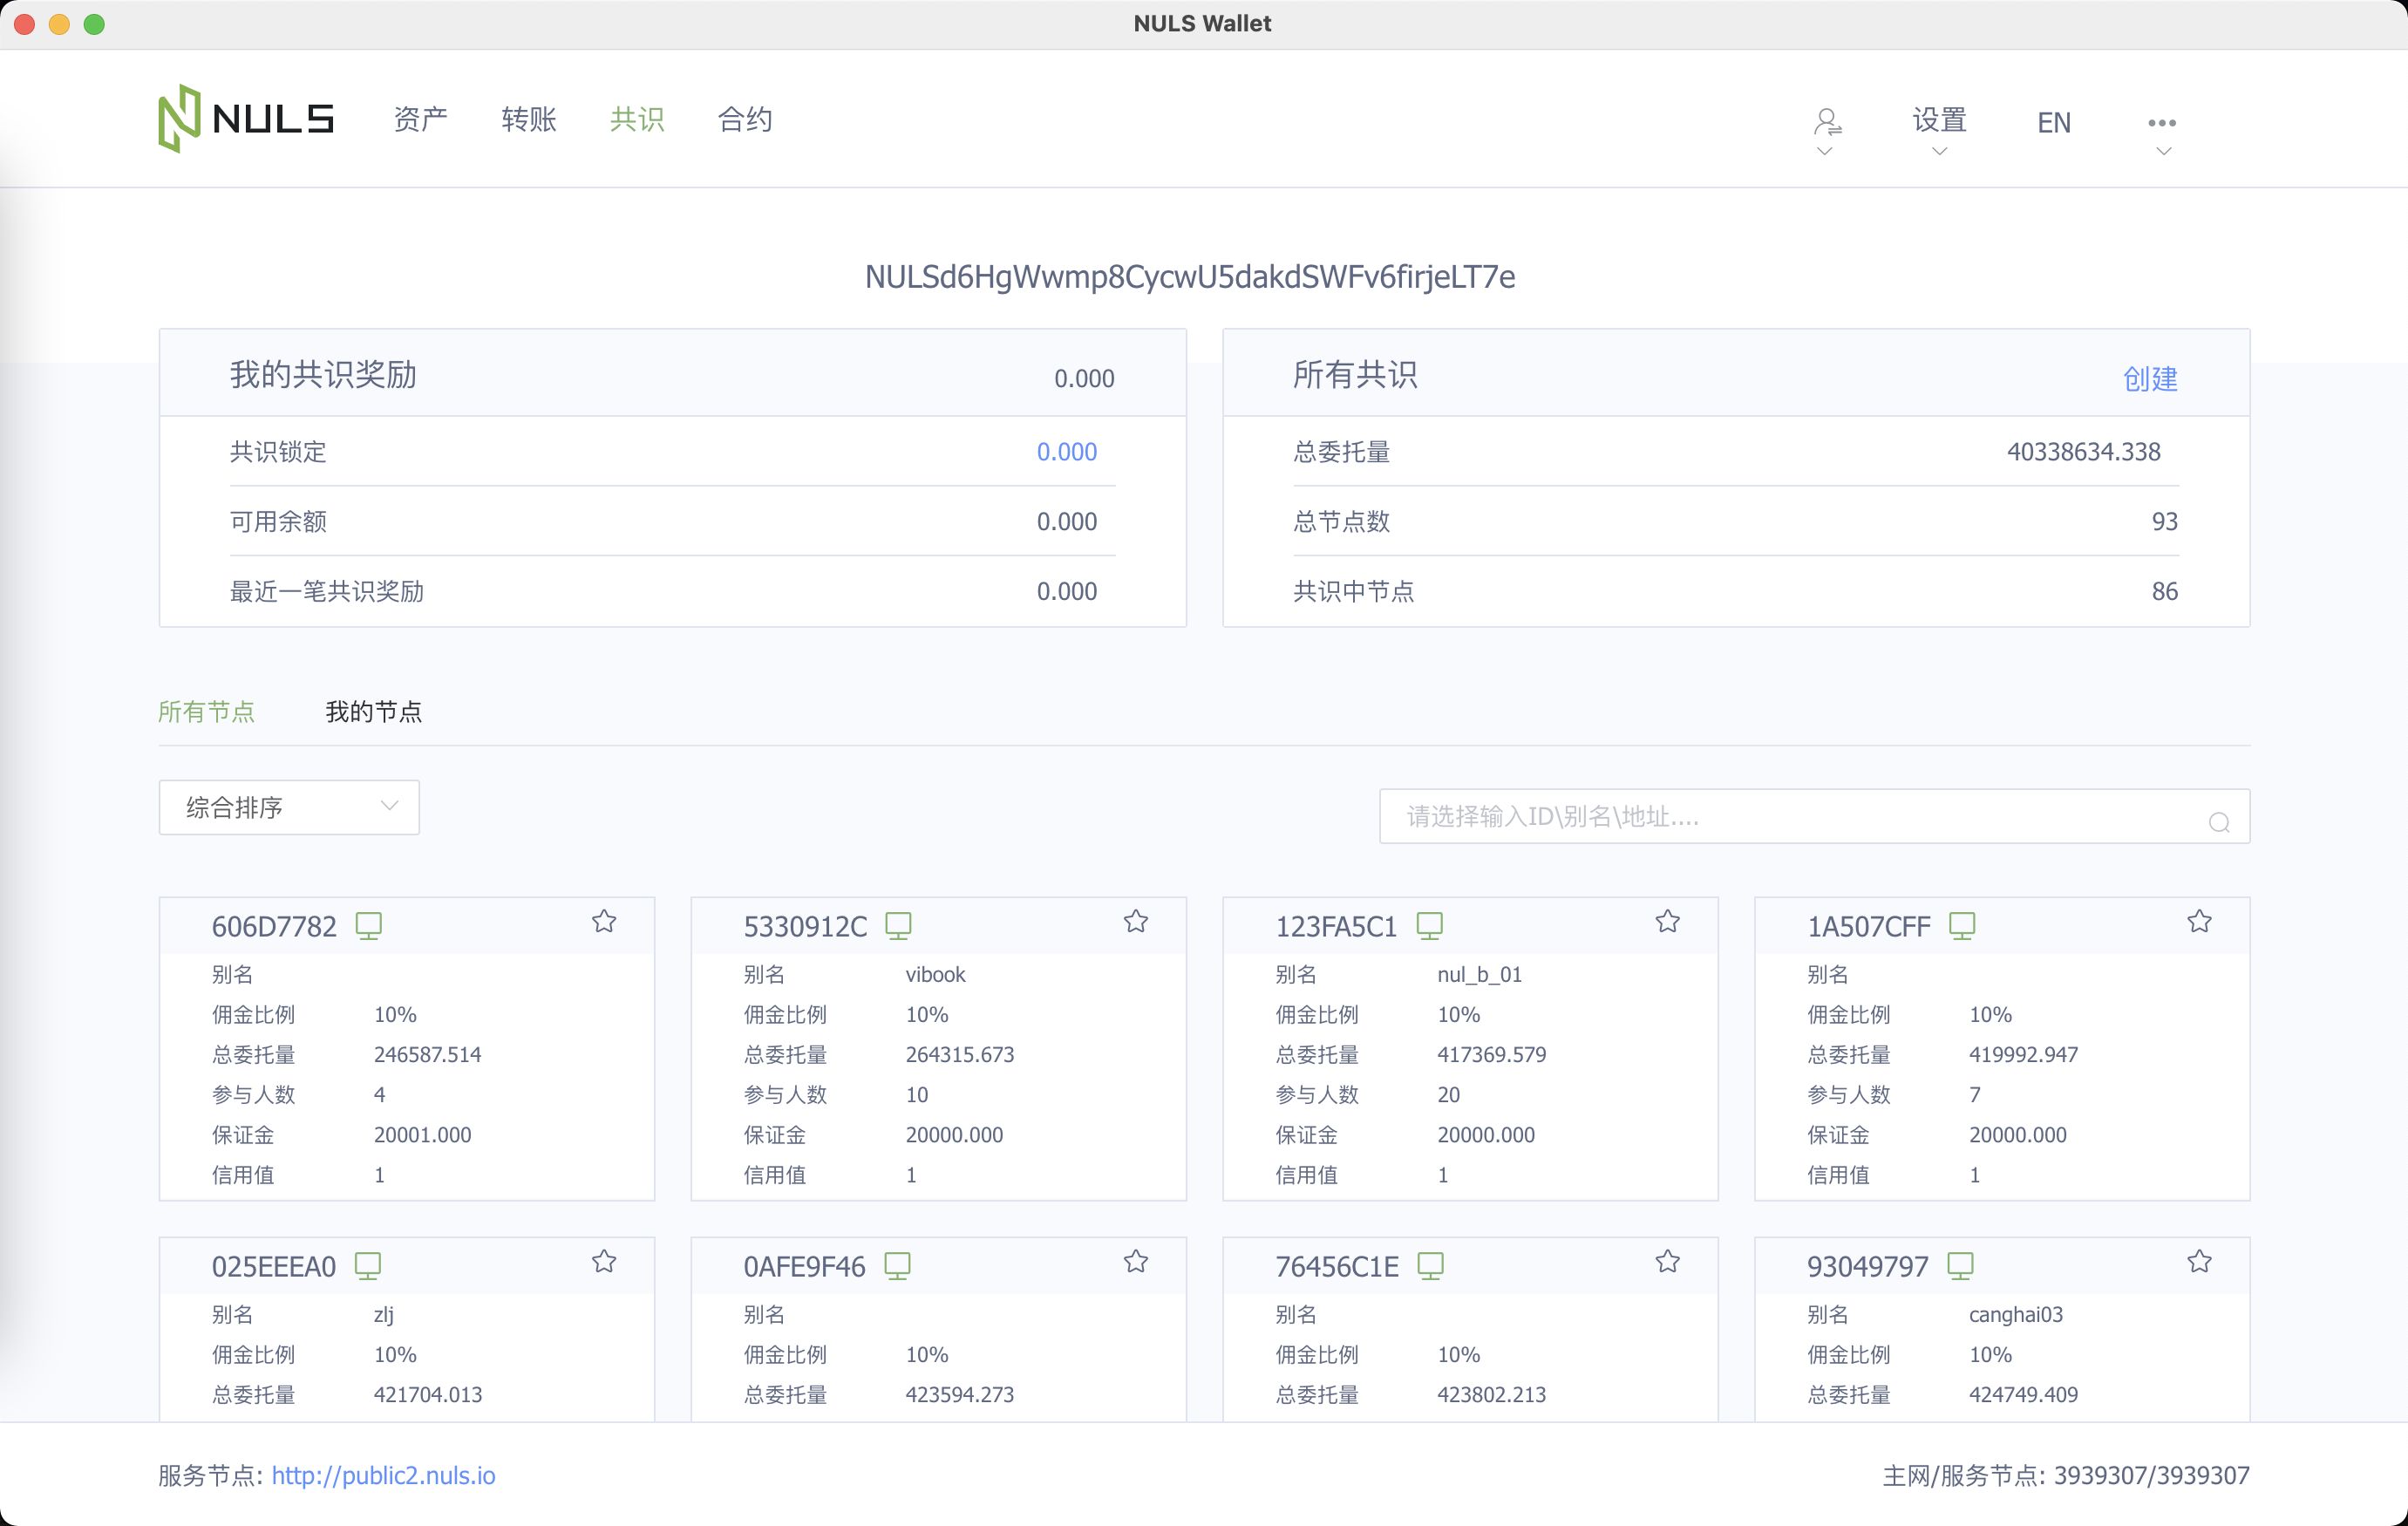 NULS Wallet
NULS 资产 转账 共识 合约 设置 EN
NULSd6HgWwmp8CycwU5dakdSWFv6firjeLT7e
我的共识奖励 0.000
共识锁定 0.000
可用余额 0.000
最近一笔共识奖励 0.000
所有共识 创建
总委托量 40338634.338
总节点数 93
共识中节点 86
所有节点 我的节点
综合排序 请选择输入ID\别名\地址....
606D7782
别名
佣金比例 10%
总委托量 246587.514
参与人数 4
保证金 20001.000
信用值 1
5330912C
别名 vibook
佣金比例 10%
总委托量 264315.673
参与人数 10
保证金 20000.000
信用值 1
123FA5C1
别名 nul_b_01
佣金比例 10%
总委托量 417369.579
参与人数 20
保证金 20000.000
信用值 1
1A507CFF
别名
佣金比例 10%
总委托量 419992.947
参与人数 7
保证金 20000.000
信用值 1
025EEEA0
别名 zlj
佣金比例 10%
总委托量 421704.013
0AFE9F46
别名
佣金比例 10%
总委托量 423594.273
76456C1E
别名
佣金比例 10%
总委托量 423802.213
93049797
别名 canghai03
佣金比例 10%
总委托量 424749.409
服务节点: http://public2.nuls.io 主网/服务节点: 3939307/3939307